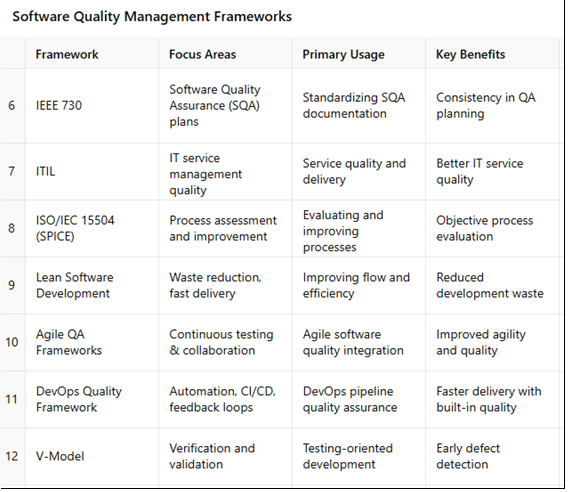 Software Quality Management Frameworks
Framework Focus Areas Primary Usage Key Benefits
6 IEEE 730 Software Quality Assurance (SQA) plans Standardizing SQA documentation Consistency in QA planning
7 ITIL IT service management quality Service quality and delivery Better IT service quality
8 ISO/IEC 15504 (SPICE) Process assessment and improvement Evaluating and improving processes Objective process evaluation
9 Lean Software Development Waste reduction, fast delivery Improving flow and efficiency Reduced development waste
10 Agile QA Frameworks Continuous testing & collaboration Agile software quality integration Improved agility and quality
11 DevOps Quality Framework Automation, CI/CD, feedback loops DevOps pipeline quality assurance Faster delivery with built-in quality
12 V-Model Verification and validation Testing-oriented development Early defect detection